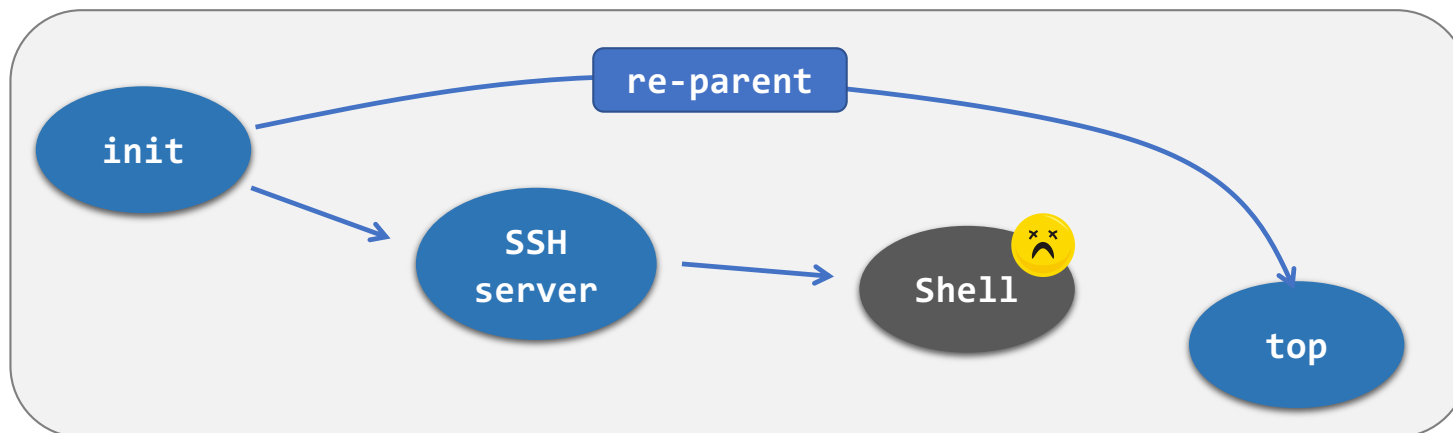 re-parent
init
SSH
server
Shell
top